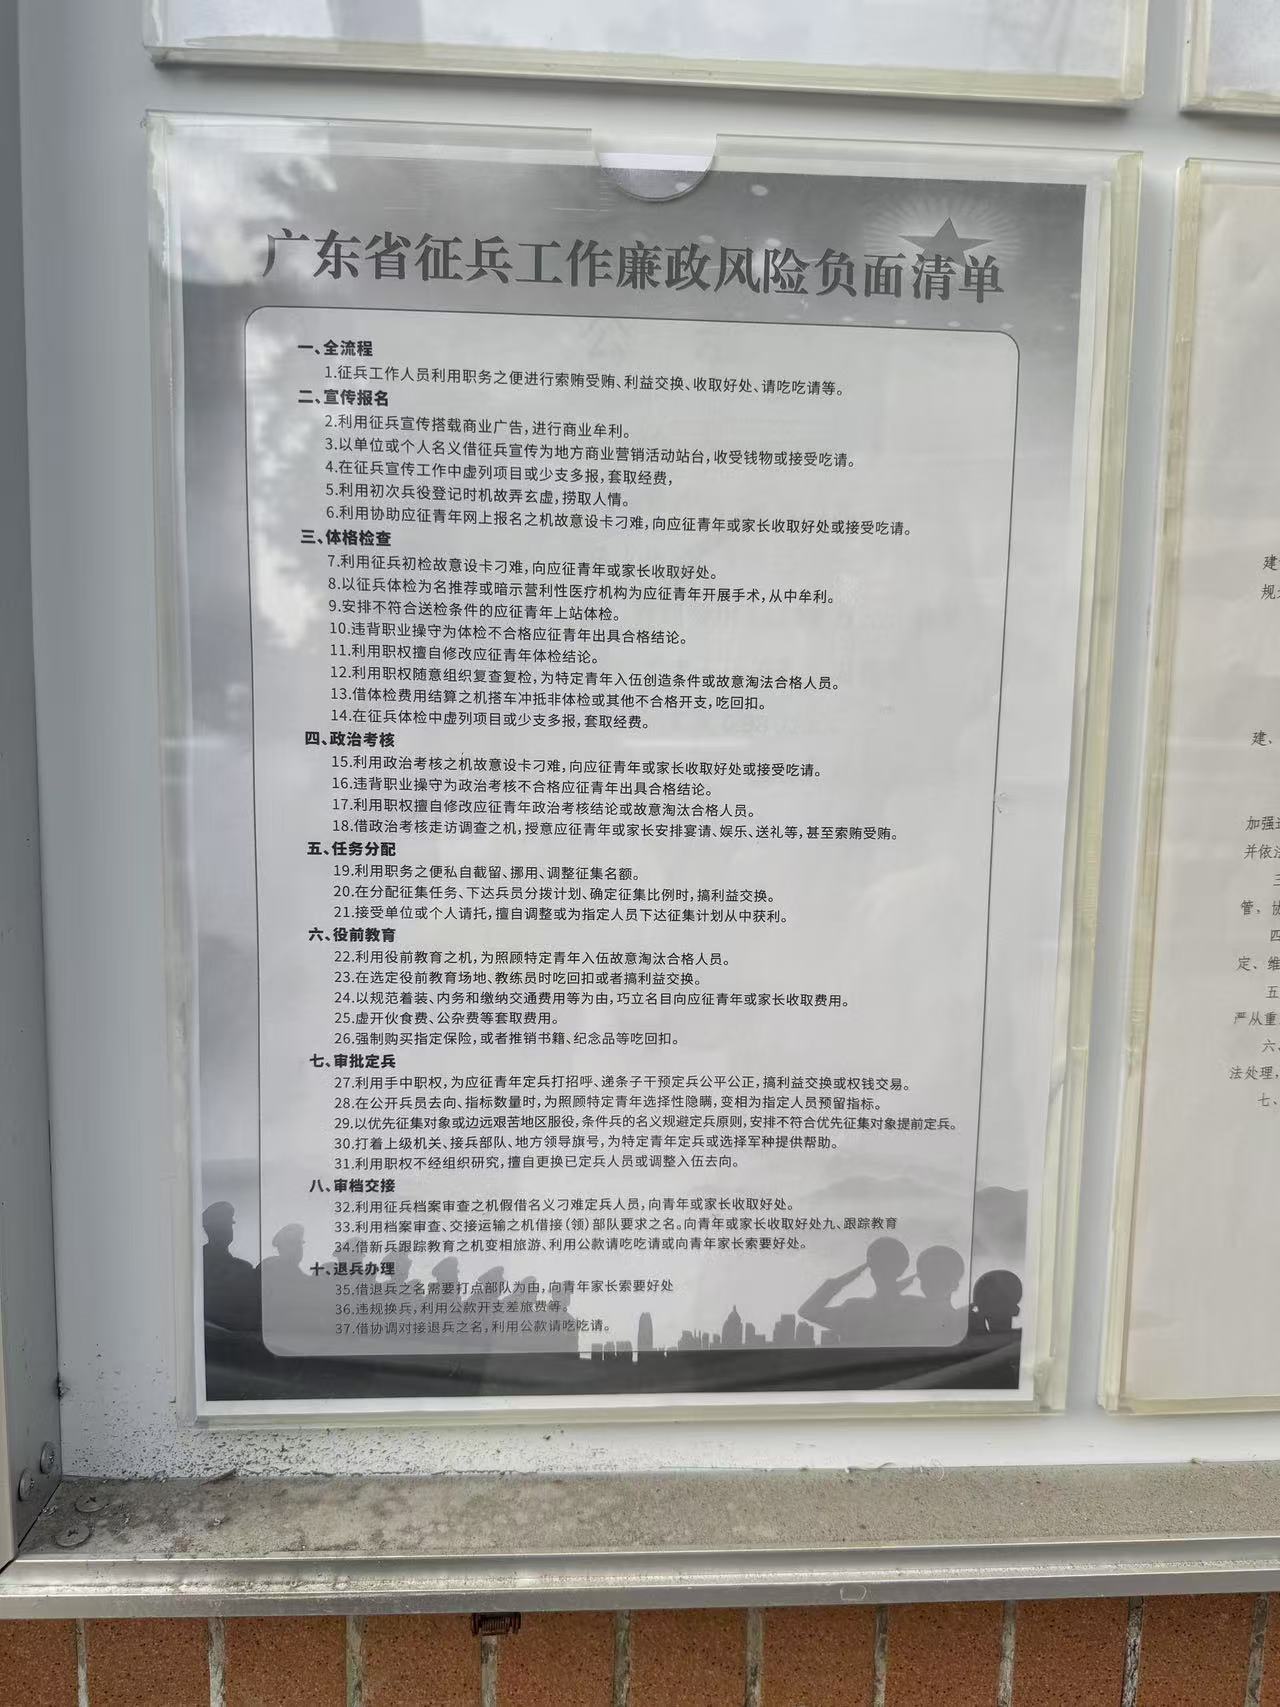 广东省征兵工作廉政风险负面清单
一、全流程
1.征兵工作人员利用职务之便进行索贿受贿、利益交换、收取好处、请吃吃请等。
二、宣传报名
2.利用征兵宣传搭载商业广告,进行商业牟利。
3.以单位或个人名义借征兵宣传为地方商业营销活动站台,收受钱物或接受吃请。
4.在征兵宣传工作中虚列项目或少支多报,套取经费,
5.利用初次兵役登记时机故弄玄虚,捞取人情。
6.利用协助应征青年网上报名之机故意设卡刁难,向应征青年或家长收取好处或接受吃请。
三、体格检查
7.利用征兵初检故意设卡刁难,向应征青年或家长收取好处。
8.以征兵体检为名推荐或暗示营利性医疗机构为应征青年开展手术,从中牟利。
9.安排不符合送检条件的应征青年上站体检。
10.违背职业操守为体检不合格应征青年出具合格结论。
11.利用职权擅自修改应征青年体检结论。
12.利用职权随意组织复查复检,为特定青年入伍创造条件或故意淘法合格人员。
13.借体检费用结算之机搭车冲抵非体检或其他不合格开支,吃回扣。
14.在征兵体检中虚列项目或少支多报,套取经费。
四、政治考核
15.利用政治考核之机故意设卡刁难,向应征青年或家长收取好处或接受吃请。
16.违背职业操守为政治考核不合格应征青年出具合格结论。
17.利用职权擅自修改应征青年政治考核结论或故意淘汰合格人员。
18.借政治考核走访调查之机,授意应征青年或家长安排宴请、娱乐、送礼等,甚至索贿受贿。
五、任务分配
19.利用职务之便私自截留、挪用、调整征集名额。
20.在分配征集任务、下达兵员分拨计划、确定征集比例时,搞利益交换。
21.接受单位或个人请托,擅自调整或为指定人员下达征集计划从中获利。
六、役前教育
22.利用役前教育之机,为照顾特定青年入伍故意淘汰合格人员。
23.在选定役前教育场地、教练员时吃回扣或者搞利益交换。
24.以规范着装、内务和缴纳交通费用等为由,巧立名目向应征青年或家长收取费用。
25.虚开伙食费、公杂费等套取费用。
26.强制购买指定保险,或者推销书籍、纪念品等吃回扣。
七、审批定兵
27.利用手中职权,为应征青年定兵打招呼、递条子干预定兵公平公正,搞利益交换或权钱交易。
28.在公开兵员去向、指标数量时,为照顾特定青年选择性隐瞒,变相为指定人员预留指标。
29.以优先征集对象或边远艰苦地区服役,条件兵的名义规避定兵原则,安排不符合优先征集对象提前定兵。
30.打着上级机关、接兵部队、地方领导旗号,为特定青年定兵或选择军种提供帮助。
31.利用职权不经组织研究,擅自更换已定兵人员或调整入伍去向。
八、审档交接
32.利用征兵档案审查之机假借名义刁难定兵人员,向青年或家长收取好处。
33.利用档案审查、交接运输之机借接(领)部队要求之名。向青年或家长收取好处九、跟踪教育
34.借新兵跟踪教育之机变相旅游、利用公款请吃吃请或向青年家长索要好处。
十、退兵办理
35.借退兵之名需要打点部队为由,向青年家长索要好处
36.违规换兵,利用公款开支差旅费等。
37.借协调对接退兵之名,利用公款请吃吃请。
建
规
建、
加强
并依法
管,
四
定、维
五
严从重
六、
法处理,
七、